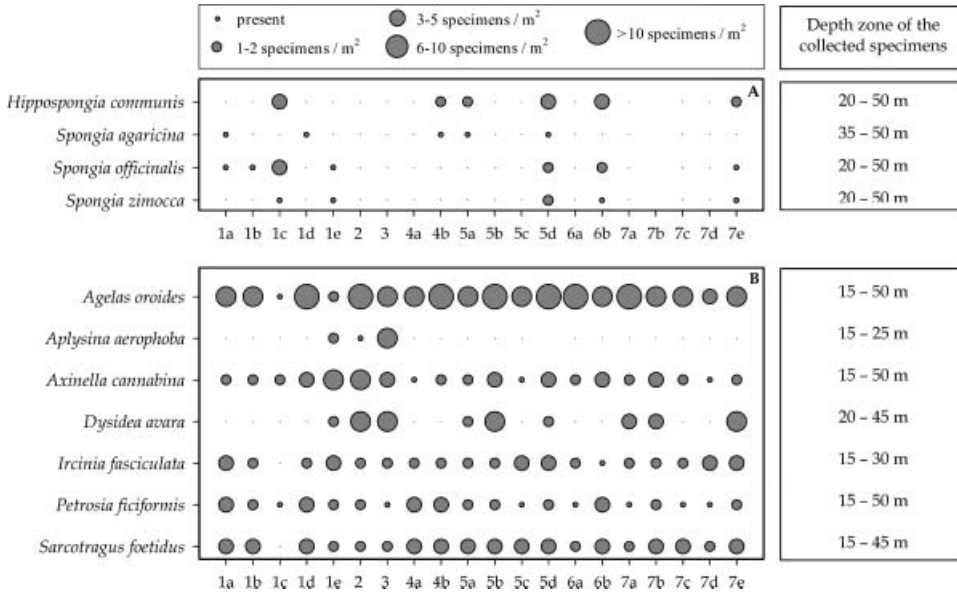 present
1-2 specimens / m²
3-5 specimens / m²
6-10 specimens / m²
>10 specimens / m²
Depth zone of the
collected specimens
A
Hippospongia communis 20 – 50 m
Spongia agaricina 35 – 50 m
Spongia officinalis 20 – 50 m
Spongia zimocca 20 – 50 m
1a 1b 1c 1d 1e 2 3 4a 4b 5a 5b 5c 5d 6a 6b 7a 7b 7c 7d 7e
B
Agelas oroides 15 – 50 m
Aplysina aerophoba 15 – 25 m
Axinella cannabina 15 – 50 m
Dysidea avara 20 – 45 m
Ircinia fasciculata 15 – 30 m
Petrosia ficiformis 15 – 50 m
Sarcotragus foetidus 15 – 45 m
1a 1b 1c 1d 1e 2 3 4a 4b 5a 5b 5c 5d 6a 6b 7a 7b 7c 7d 7e